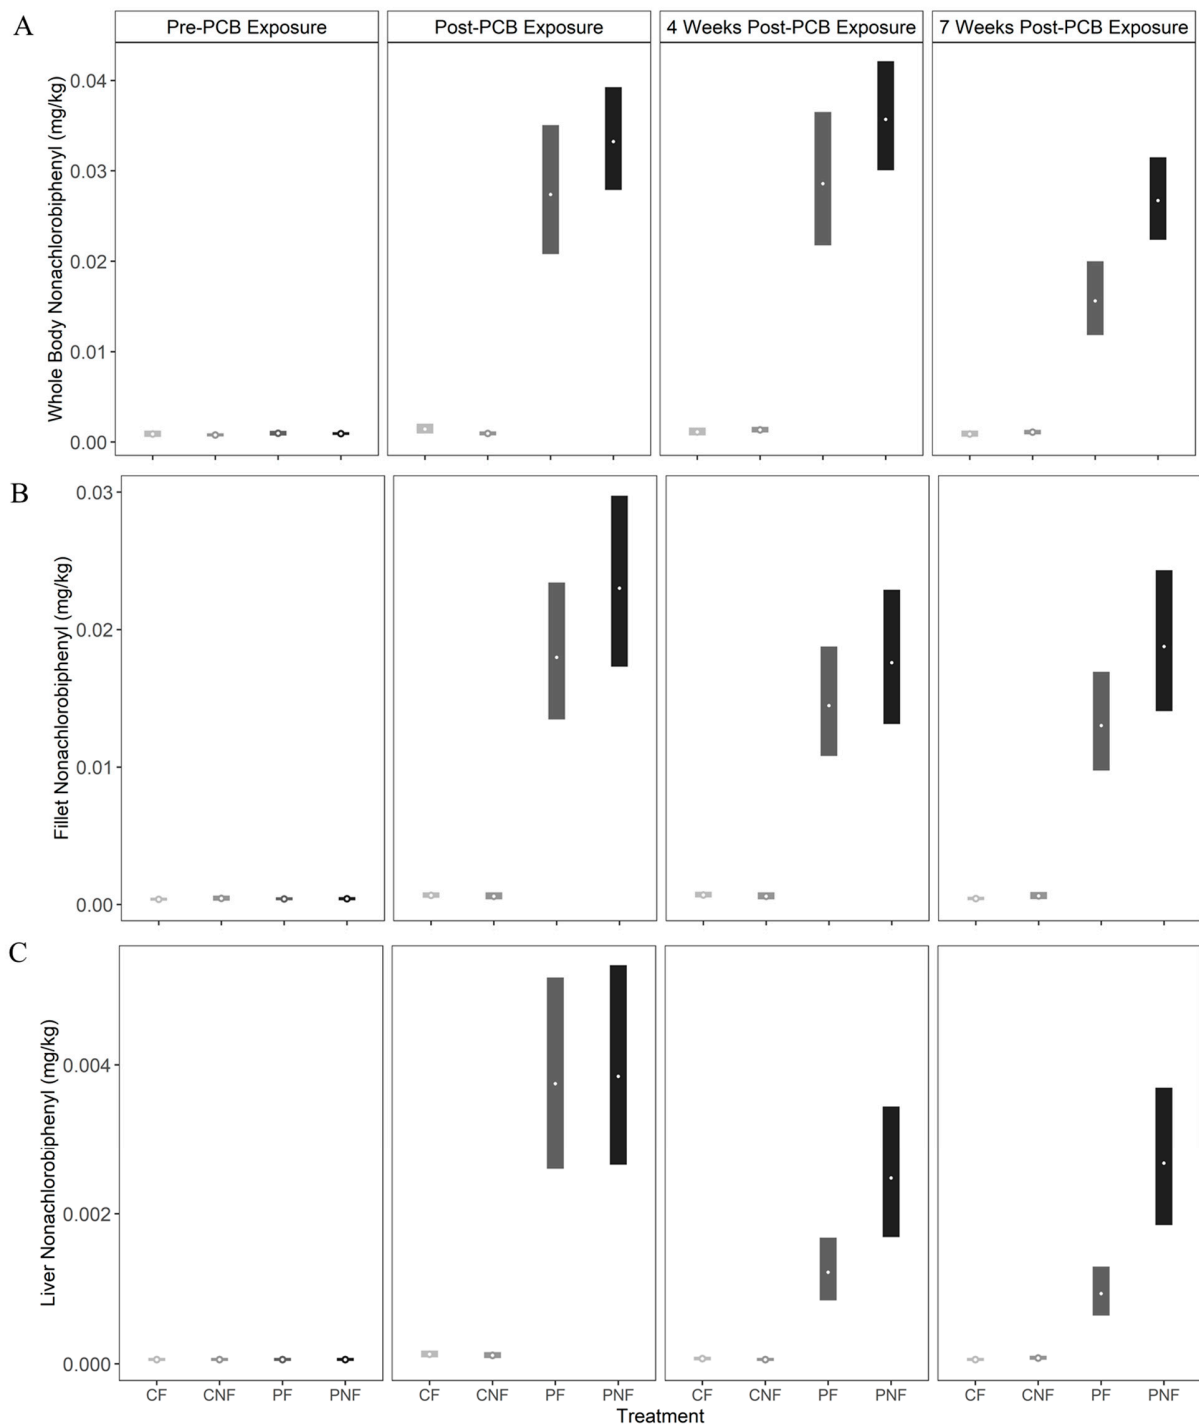 A
Pre-PCB Exposure
Post-PCB Exposure
4 Weeks Post-PCB Exposure
7 Weeks Post-PCB Exposure
Whole Body Nonachlorobiphenyl (mg/kg)
0.04
0.03
0.02
0.01
0.00
B
Fillet Nonachlorobiphenyl (mg/kg)
0.03
0.02
0.01
0.00
C
Liver Nonachlorobiphenyl (mg/kg)
0.004
0.002
0.000
CF CNF PF PNF CF CNF PF PNF CF CNF PF PNF CF CNF PF PNF
Treatment